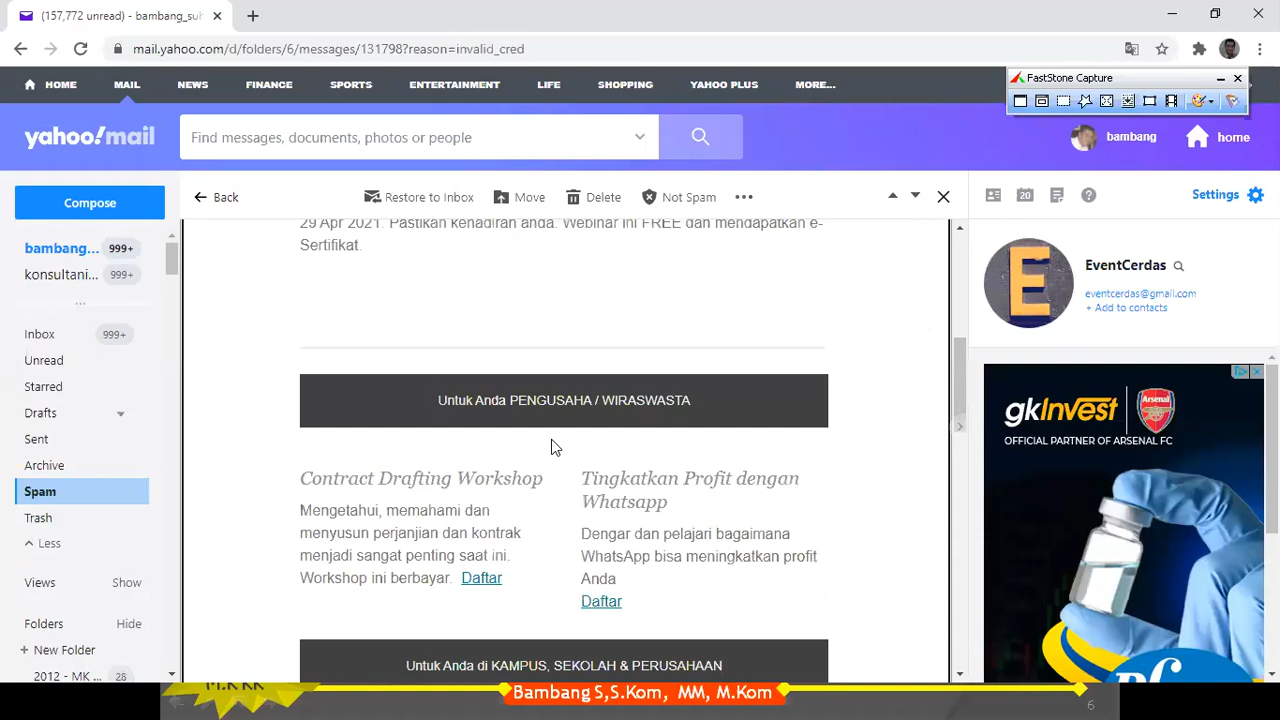 (157,772 unread) - bambang_suh
mail.yahoo.com/d/folders/6/messages/131798?reason=invalid_cred
HOME MAIL NEWS FINANCE SPORTS ENTERTAINMENT LIFE SHOPPING YAHOO PLUS MORE...
FastStone Capture
yahoo!mail
Find messages, documents, photos or people
bambang
home
Compose
Back
Restore to Inbox
Move
Delete
Not Spam
Settings
bambang... 999+
konsultani... 999+
Inbox 999+
Unread
Starred
Drafts
Sent
Archive
Spam
Trash
Less
Views Show
Folders Hide
+ New Folder
2012 - MK 28
29 Apr 2021. Pastikan kehadiran anda. Webinar ini FREE dan mendapatkan e-
Sertifikat.
Untuk Anda PENGUSAHA / WIRASWASTA
Contract Drafting Workshop
Mengetahui, memahami dan
menyusun perjanjian dan kontrak
menjadi sangat penting saat ini.
Workshop ini berbayar. Daftar
Tingkatkan Profit dengan
Whatsapp
Dengar dan pelajari bagaimana
WhatsApp bisa meningkatkan profit
Anda
Daftar
Untuk Anda di KAMPUS, SEKOLAH & PERUSAHAAN
E
EventCerdas
eventcerdas@gmail.com
+ Add to contacts
gkInvest
Arsenal
OFFICIAL PARTNER OF ARSENAL FC
Bambang S,S.Kom, MM, M.Kom
6